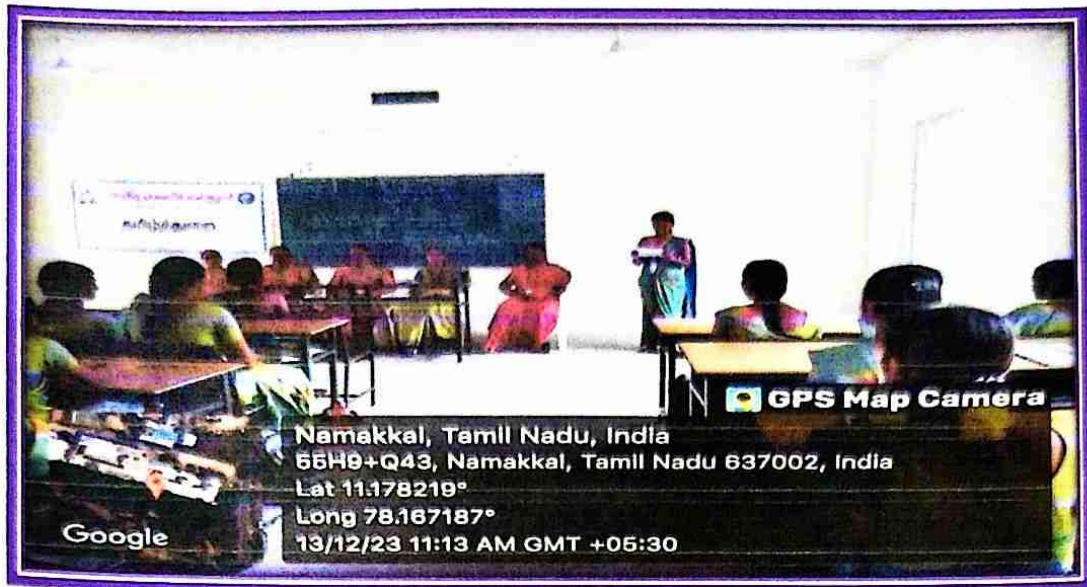 GPS Map Camera
Namakkal, Tamil Nadu, India
55H9+Q43, Namakkal, Tamil Nadu 637002, India
Lat 11.178219°
Long 78.167187°
13/12/23 11:13 AM GMT +05:30
Google